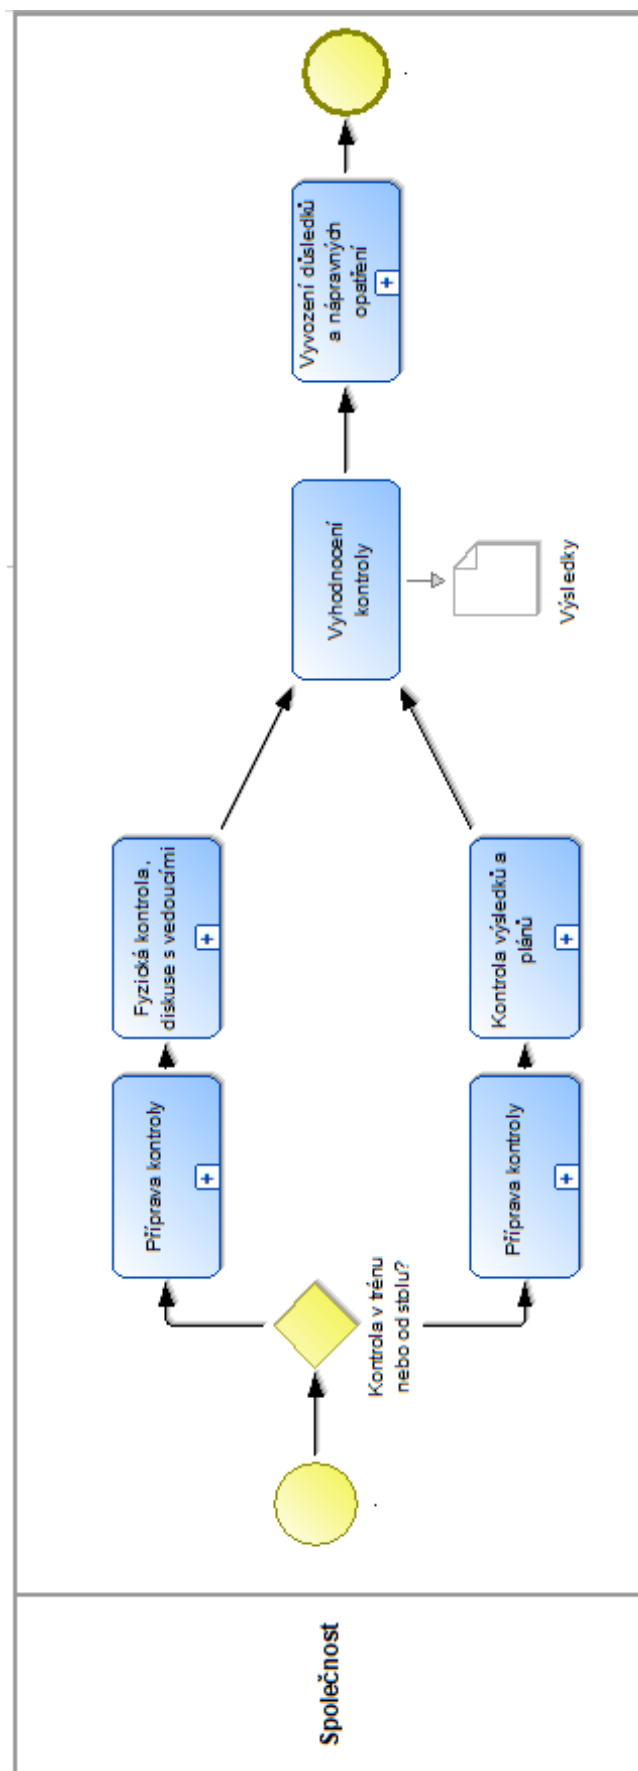 Společnost
Kontrola v trénu
nebo od stolu?
Příprava kontroly
Fyzická kontrola,
diskuse s vedoucími
Příprava kontroly
Kontrola výsledků a
plánů
Vyhodnocení
kontroly
Výsledky
Vyvození důsledků
a nápravných
opatření